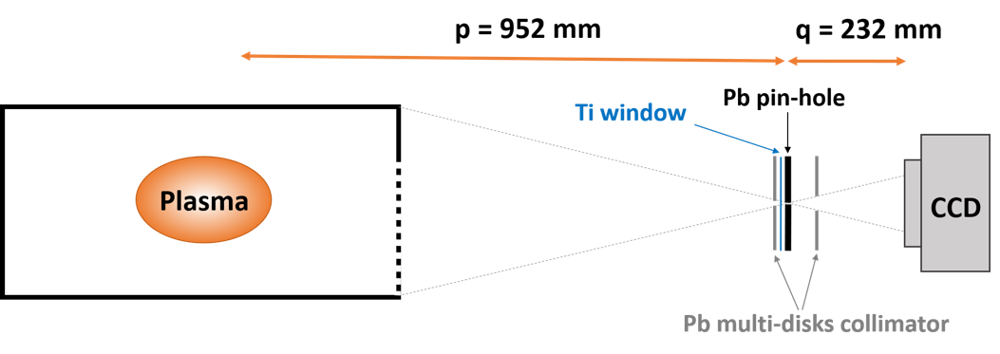 p = 952 mm
q = 232 mm
Pb pin-hole
Ti window
Plasma
CCD
Pb multi-disks collimator